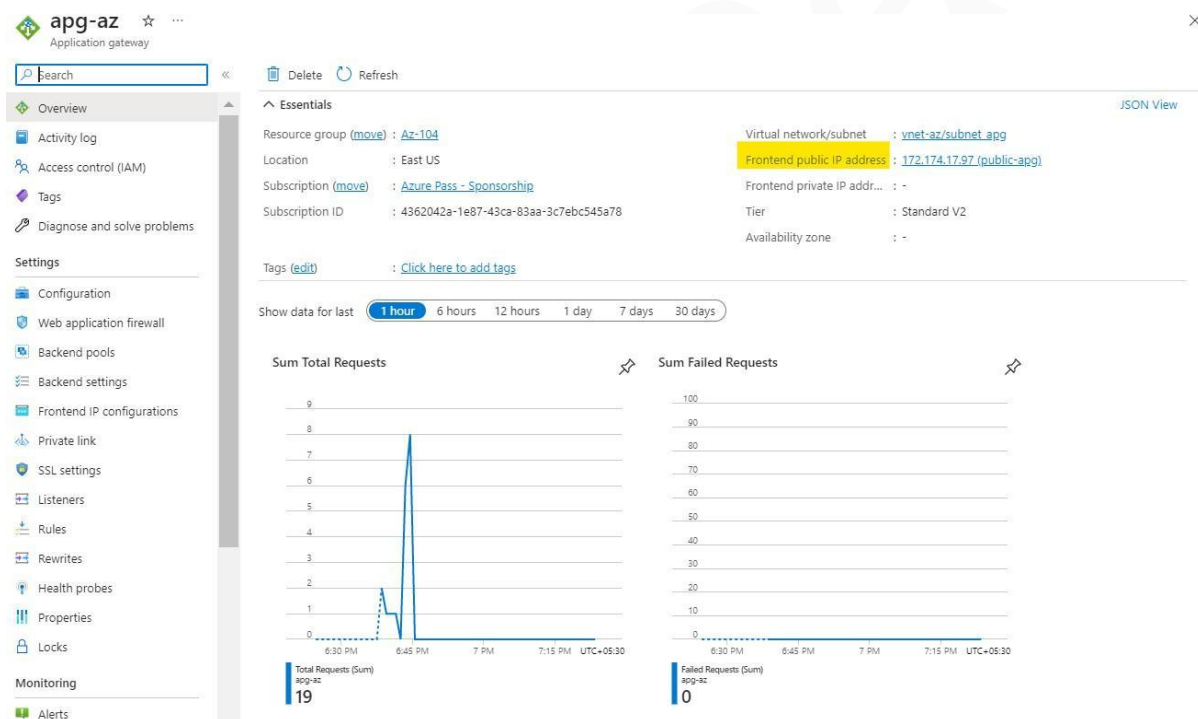 apg-az ☆ ...
Application gateway
Search «
Overview
Activity log
Access control (IAM)
Tags
Diagnose and solve problems
Settings
Configuration
Web application firewall
Backend pools
Backend settings
Frontend IP configurations
Private link
SSL settings
Listeners
Rules
Rewrites
Health probes
Properties
Locks
Monitoring
Alerts
Delete Refresh
Essentials JSON View
Resource group (move) : Az-104
Location : East US
Subscription (move) : Azure Pass - Sponsorship
Subscription ID : 4362042a-1e87-43ca-83aa-3c7ebc545a78
Virtual network/subnet : vnet-az/subnet_apg
Frontend public IP address : 172.174.17.97 (public-apg)
Frontend private IP addr... : -
Tier : Standard V2
Availability zone : -
Tags (edit) : Click here to add tags
Show data for last 1 hour 6 hours 12 hours 1 day 7 days 30 days
Sum Total Requests
9
8
7
6
5
4
3
2
1
0
6:30 PM 6:45 PM 7 PM 7:15 PM UTC+05:30
Total Requests (Sum)
apg-az
19
Sum Failed Requests
100
90
80
70
60
50
40
30
20
10
0
6:30 PM 6:45 PM 7 PM 7:15 PM UTC+05:30
Failed Requests (Sum)
apg-az
0